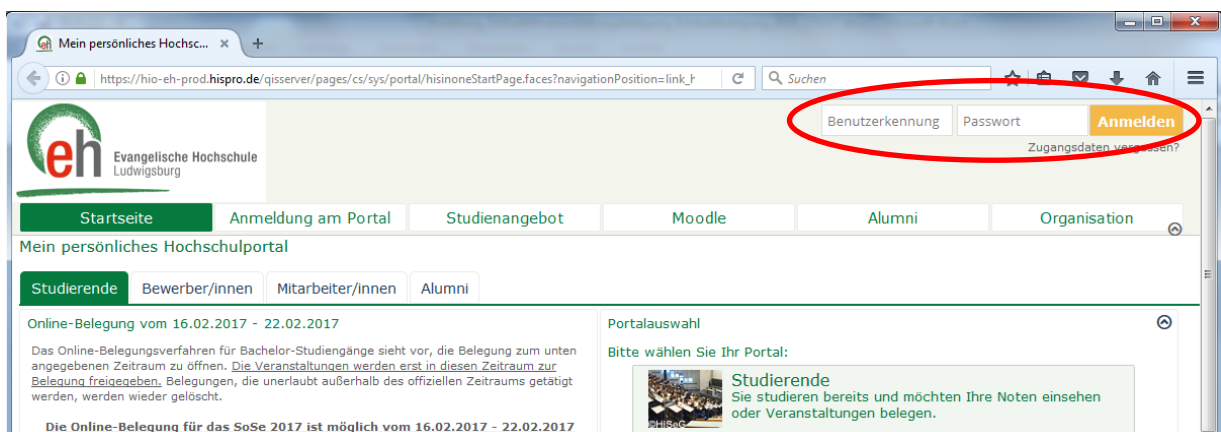 Mein persönliches Hochsc...
https://hio-eh-prod.hispro.de/qisserver/pages/cs/sys/portal/hisinoneStartPage.faces?navigationPosition=link_h
Suchen
Benutzerkennung Passwort Anmelden
Zugangsdaten vergessen?
eh Evangelische Hochschule
Ludwigsburg
Startseite Anmeldung am Portal Studienangebot Moodle Alumni Organisation
Mein persönliches Hochschulportal
Studierende Bewerber/innen Mitarbeiter/innen Alumni
Online-Belegung vom 16.02.2017 - 22.02.2017
Das Online-Belegungsverfahren für Bachelor-Studiengänge sieht vor, die Belegung zum unten
angegebenen Zeitraum zu öffnen. Die Veranstaltungen werden erst in diesen Zeitraum zur
Belegung freigegeben. Belegungen, die unerlaubt außerhalb des offiziellen Zeitraums getätigt
werden, werden wieder gelöscht.
Die Online-Belegung für das SoSe 2017 ist möglich vom 16.02.2017 - 22.02.2017
Portalauswahl
Bitte wählen Sie Ihr Portal:
Studierende
Sie studieren bereits und möchten Ihre Noten einsehen
oder Veranstaltungen belegen.
©HISeG